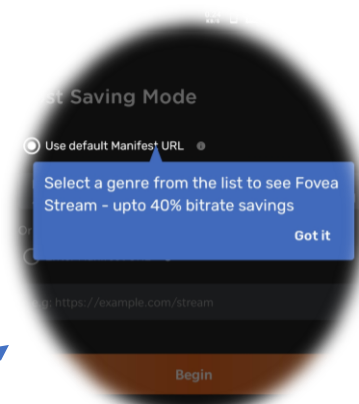 st Saving Mode
Use default Manifest URL
Select a genre from the list to see Fovea
Stream - upto 40% bitrate savings
Got it
Or
g: https://example.com/stream
Begin